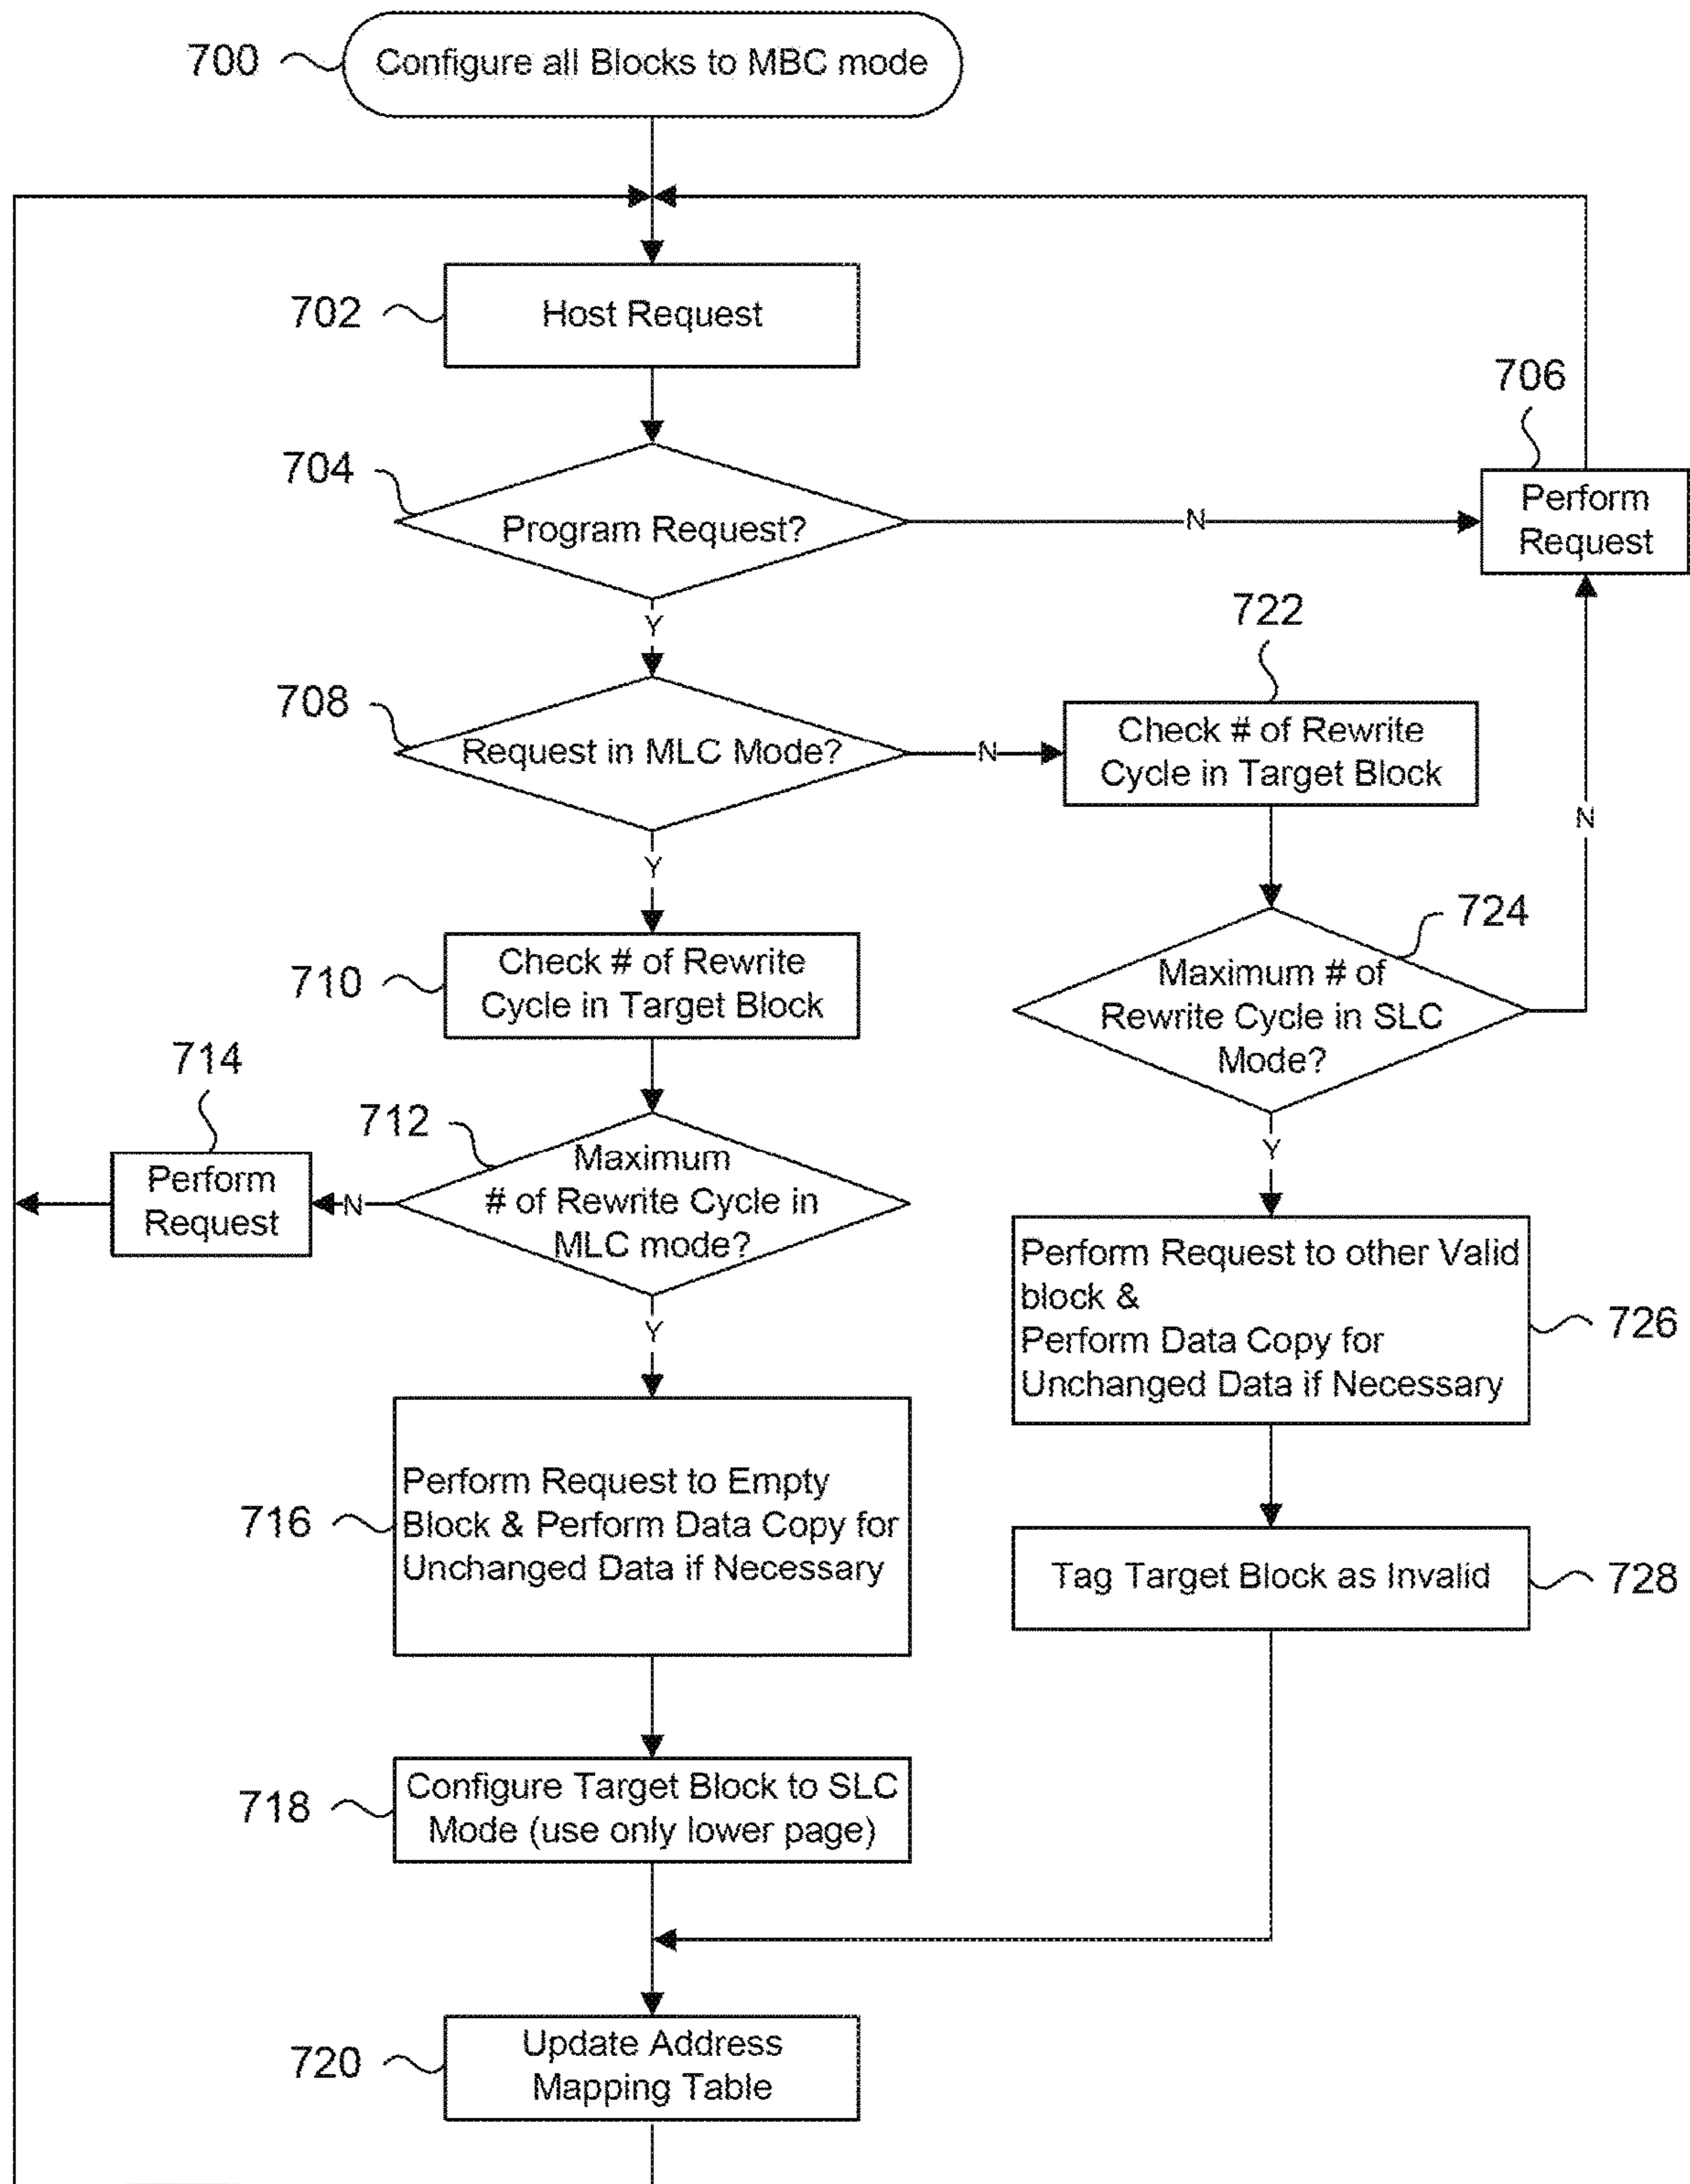 700
Configure all Blocks to MBC mode
702
Host Request
706
Perform
Request
704
Program Request?
N
Y
722
708
Request in MLC Mode?
N
Check # of Rewrite
Cycle in Target Block
Y
N
724
710
Check # of Rewrite
Cycle in Target Block
Maximum # of
Rewrite Cycle in SLC
Mode?
714
Perform
Request
N
712
Maximum
# of Rewrite Cycle in
MLC mode?
Y
Y
Perform Request to other Valid
block &
Perform Data Copy for
Unchanged Data if Necessary
726
716
Perform Request to Empty
Block & Perform Data Copy for
Unchanged Data if Necessary
Tag Target Block as Invalid
728
718
Configure Target Block to SLC
Mode (use only lower page)
720
Update Address
Mapping Table